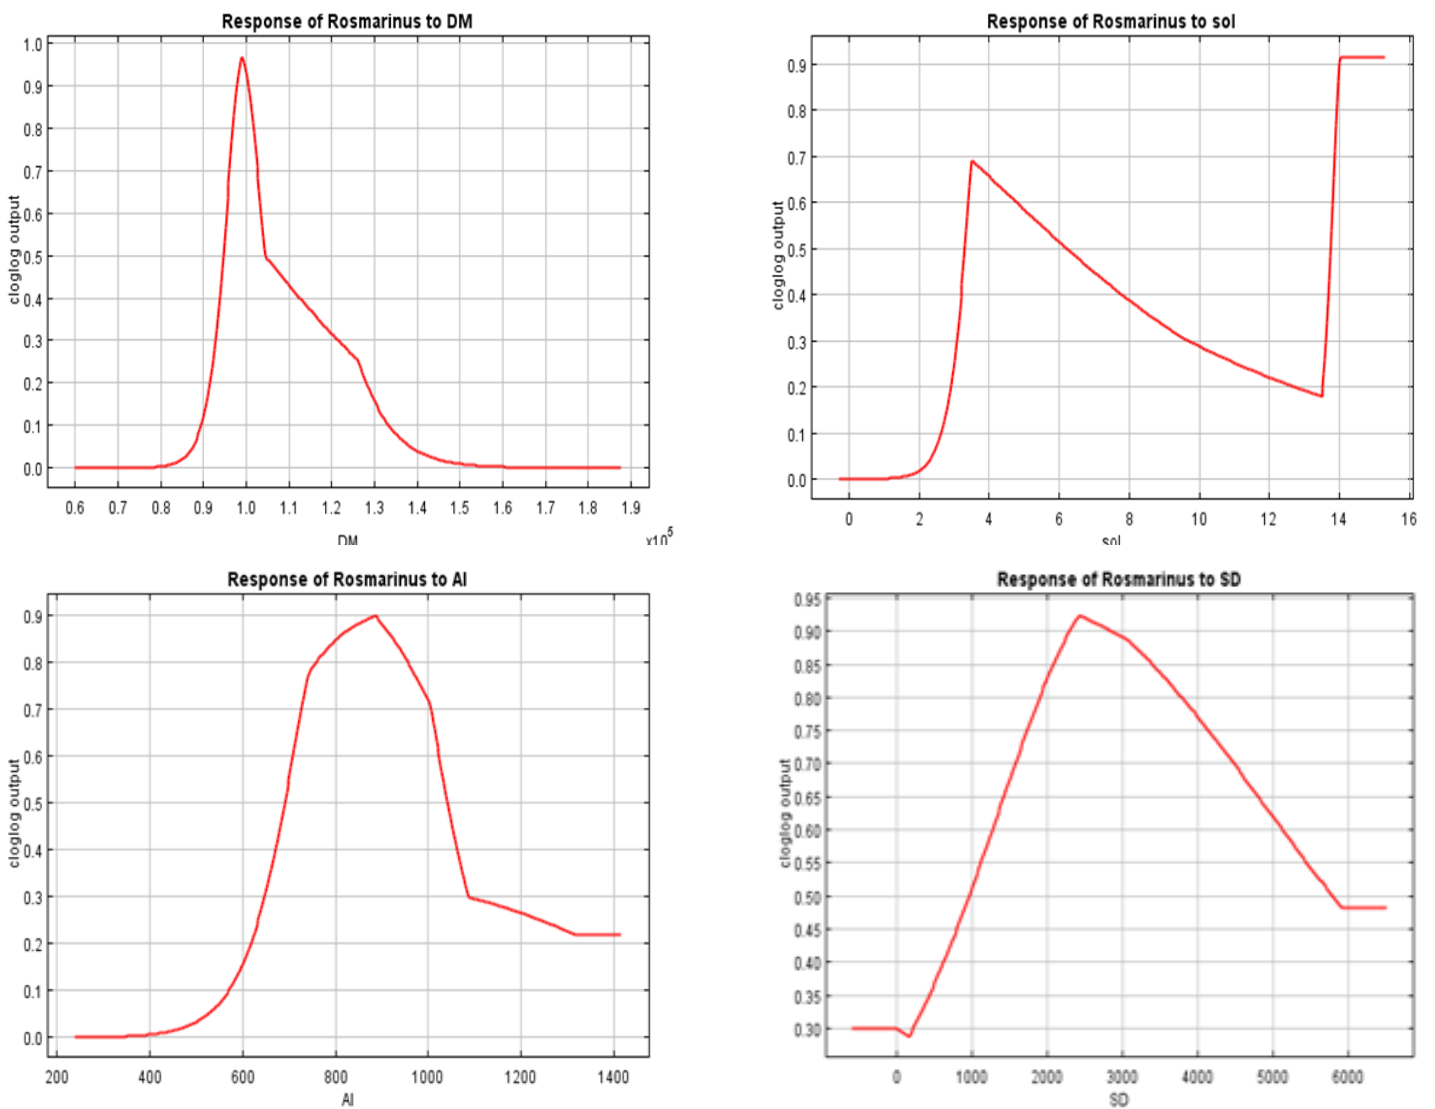 Response of Rosmarinus to DM
cloglog output
1.0
0.9
0.8
0.7
0.6
0.5
0.4
0.3
0.2
0.1
0.0
0.6 0.7 0.8 0.9 1.0 1.1 1.2 1.3 1.4 1.5 1.6 1.7 1.8 1.9
DM x10⁵
Response of Rosmarinus to sol
cloglog output
0.9
0.8
0.7
0.6
0.5
0.4
0.3
0.2
0.1
0.0
0 2 4 6 8 10 12 14 16
sol
Response of Rosmarinus to AI
cloglog output
0.9
0.8
0.7
0.6
0.5
0.4
0.3
0.2
0.1
0.0
200 400 600 800 1000 1200 1400
AI
Response of Rosmarinus to SD
cloglog output
0.95
0.90
0.85
0.80
0.75
0.70
0.65
0.60
0.55
0.50
0.45
0.40
0.35
0.30
0 1000 2000 3000 4000 5000 6000
SD